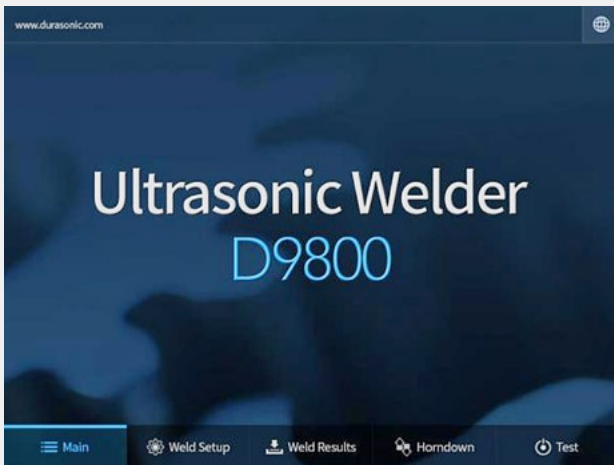 www.durasonic.com
Ultrasonic Welder
D9800
Main Weld Setup Weld Results Horndown Test